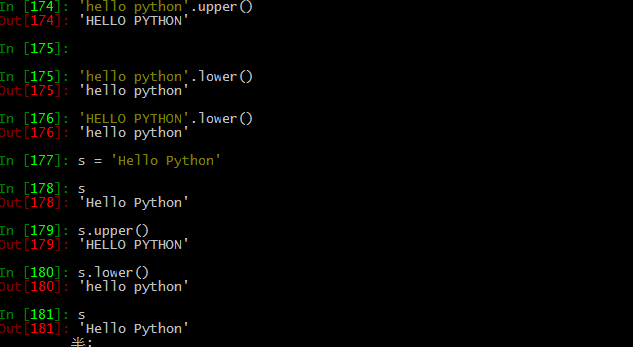 In [174]: 'hello python'.upper()
Out[174]: 'HELLO PYTHON'
In [175]:
In [175]: 'hello python'.lower()
Out[175]: 'hello python'
In [176]: 'HELLO PYTHON'.lower()
Out[176]: 'hello python'
In [177]: s = 'Hello Python'
In [178]: s
Out[178]: 'Hello Python'
In [179]: s.upper()
Out[179]: 'HELLO PYTHON'
In [180]: s.lower()
Out[180]: 'hello python'
In [181]: s
Out[181]: 'Hello Python'
半: